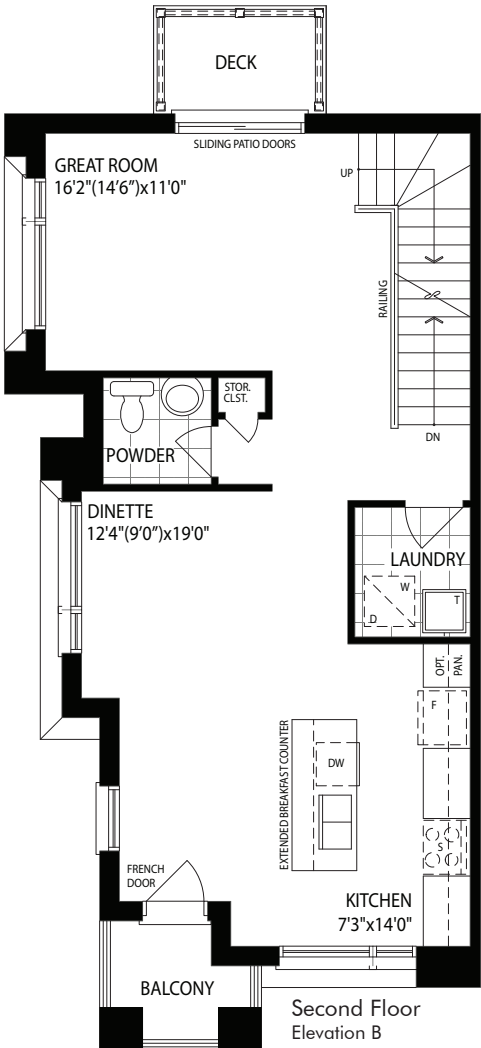 DECK
SLIDING PATIO DOORS
GREAT ROOM
16'2"(14'6")x11'0"
UP
RAILING
DN
STOR.
CLST.
POWDER
DINETTE
12'4"(9'0")x19'0"
LAUNDRY
W
D
T
OPT.
PAN.
F
EXTENDED BREAKFAST COUNTER
DW
S
FRENCH
DOOR
KITCHEN
7'3"x14'0"
BALCONY
Second Floor
Elevation B